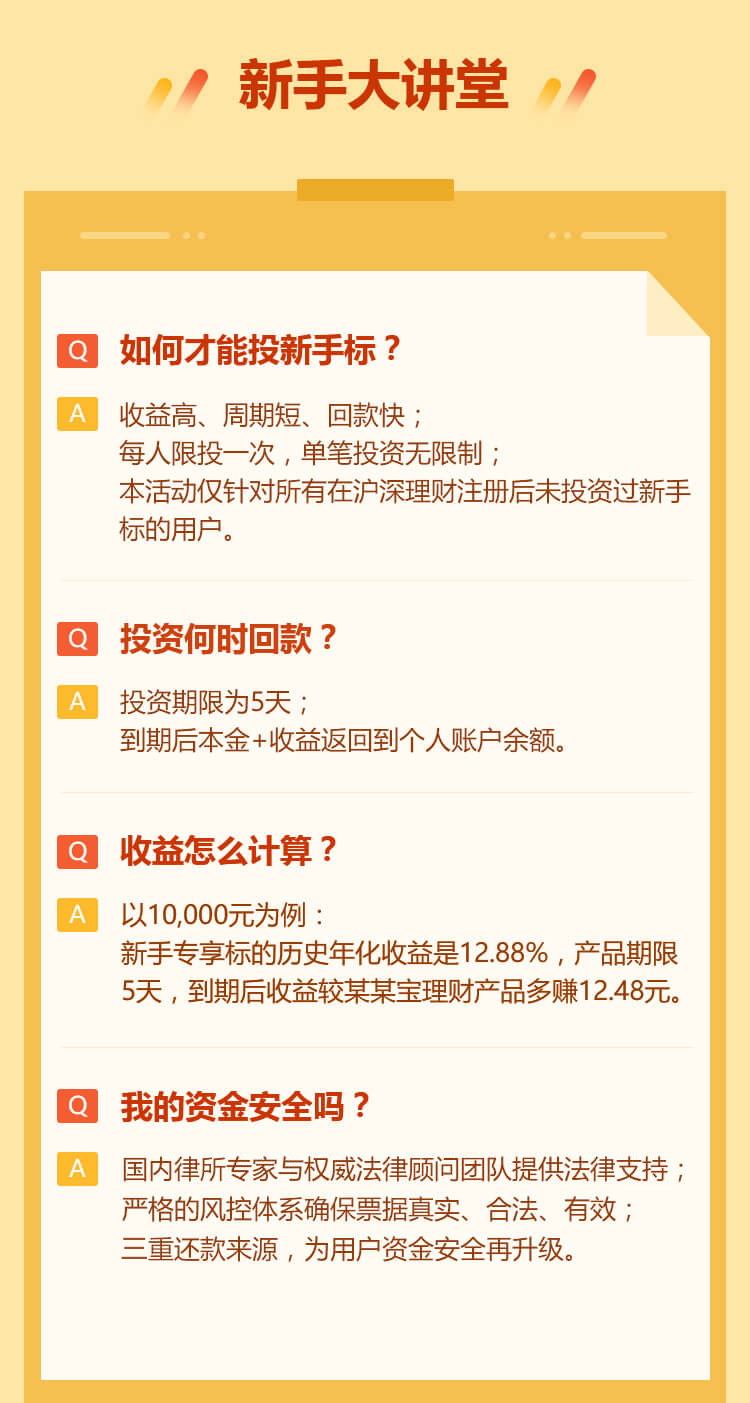 新手大讲堂
Q 如何才能投新手标？
A 收益高、周期短、回款快；
每人限投一次，单笔投资无限制；
本活动仅针对所有在沪深理财注册后未投资过新手
标的用户。
Q 投资何时回款？
A 投资期限为5天；
到期后本金+收益返回到个人账户余额。
Q 收益怎么计算？
A 以10,000元为例：
新手专享标的历史年化收益是12.88%，产品期限
5天，到期后收益较某某宝理财产品多赚12.48元。
Q 我的资金安全吗？
A 国内律所专家与权威法律顾问团队提供法律支持；
严格的风控体系确保票据真实、合法、有效；
三重还款来源，为用户资金安全再升级。